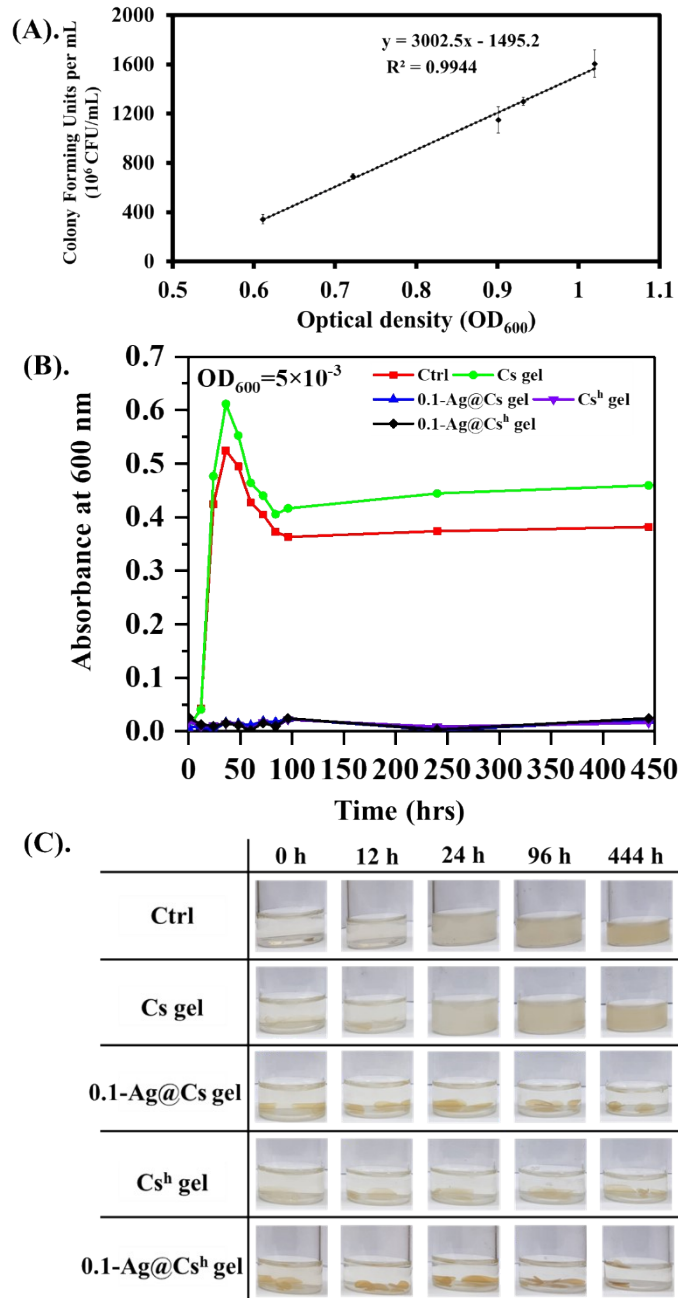 (A).
Colony Forming Units per mL
(10⁶ CFU/mL)
y = 3002.5x - 1495.2
R² = 0.9944
2000
1600
1200
800
400
0
0.5 0.6 0.7 0.8 0.9 1 1.1
Optical density (OD₆₀₀)
(B).
OD₆₀₀=5×10⁻³
Ctrl Cs gel
0.1-Ag@Cs gel Csʰ gel
0.1-Ag@Csʰ gel
Absorbance at 600 nm
0.7
0.6
0.5
0.4
0.3
0.2
0.1
0.0
0 50 100 150 200 250 300 350 400 450
Time (hrs)
(C).
0 h 12 h 24 h 96 h 444 h
Ctrl
Cs gel
0.1-Ag@Cs gel
Csʰ gel
0.1-Ag@Csʰ gel